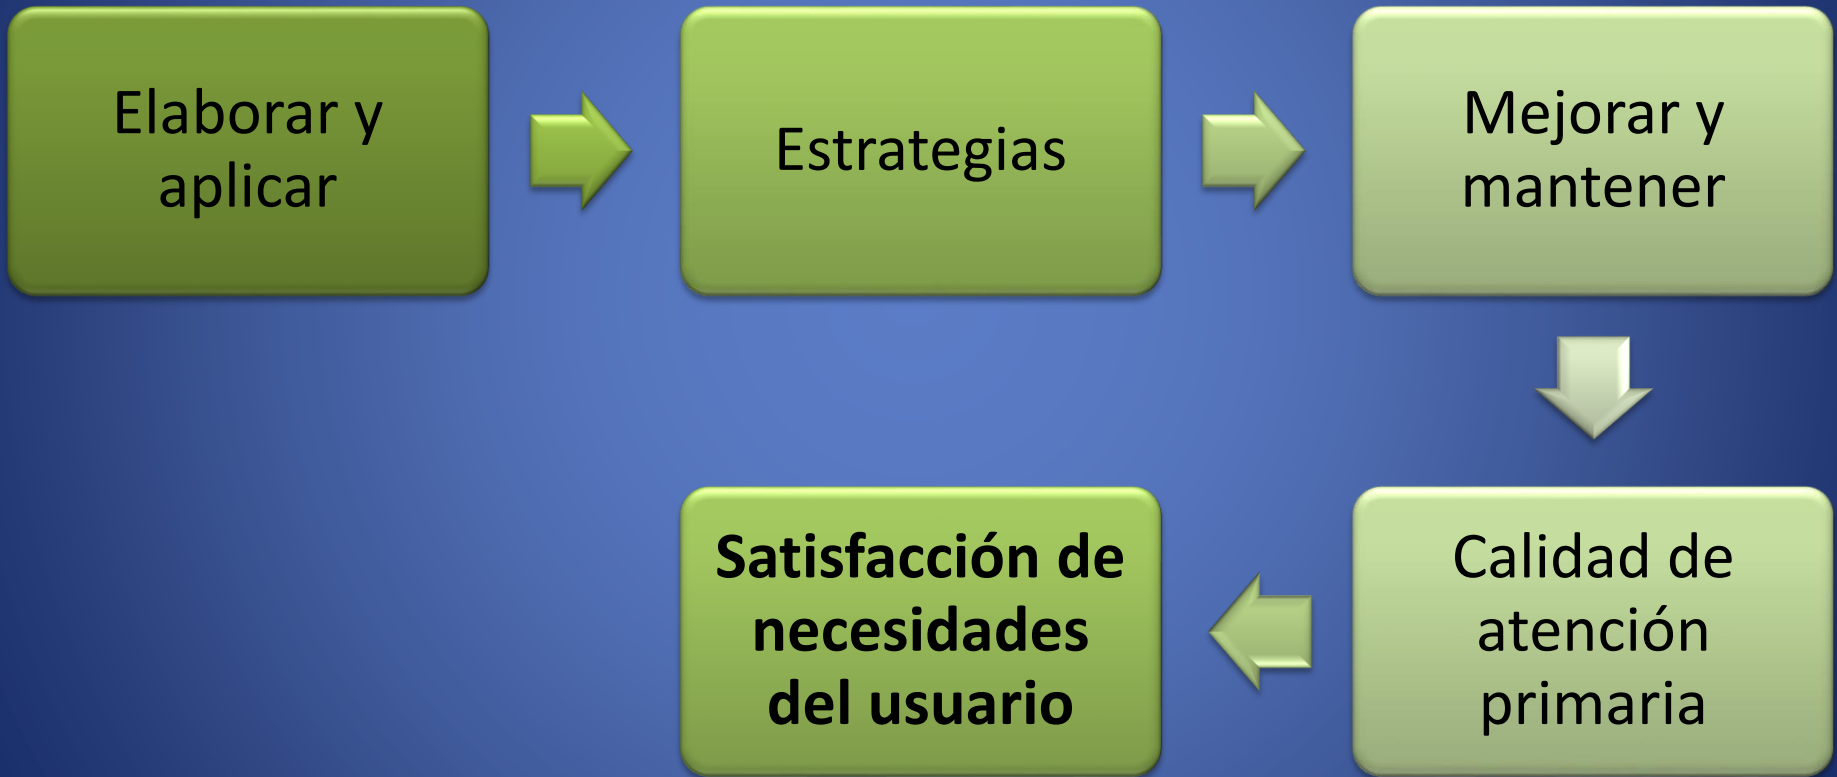 Elaborar y
aplicar
Estrategias
Mejorar y
mantener
Calidad de
atención
primaria
Satisfacción de
necesidades
del usuario